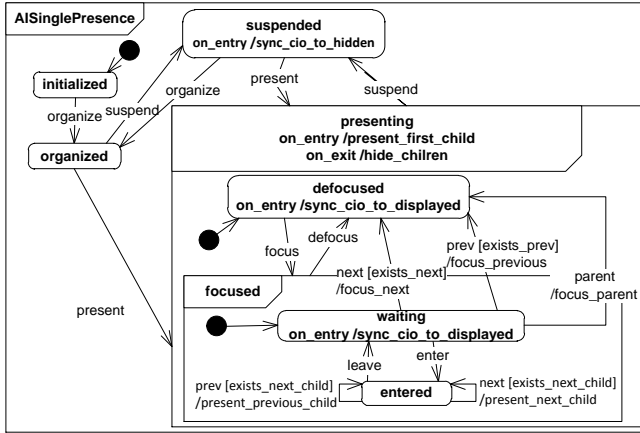 AISinglePresence
suspended
on_entry /sync_cio_to_hidden
initialized
organize
suspend
organize
present
suspend
organized
presenting
on_entry /present_first_child
on_exit /hide_chilren
defocused
on_entry /sync_cio_to_displayed
focus
defocus
prev [exists_prev]
/focus_previous
next [exists_next]
/focus_next
parent
/focus_parent
focused
present
waiting
on_entry /sync_cio_to_displayed
leave
enter
prev [exists_next_child]
/present_previous_child
entered
next [exists_next_child]
/present_next_child